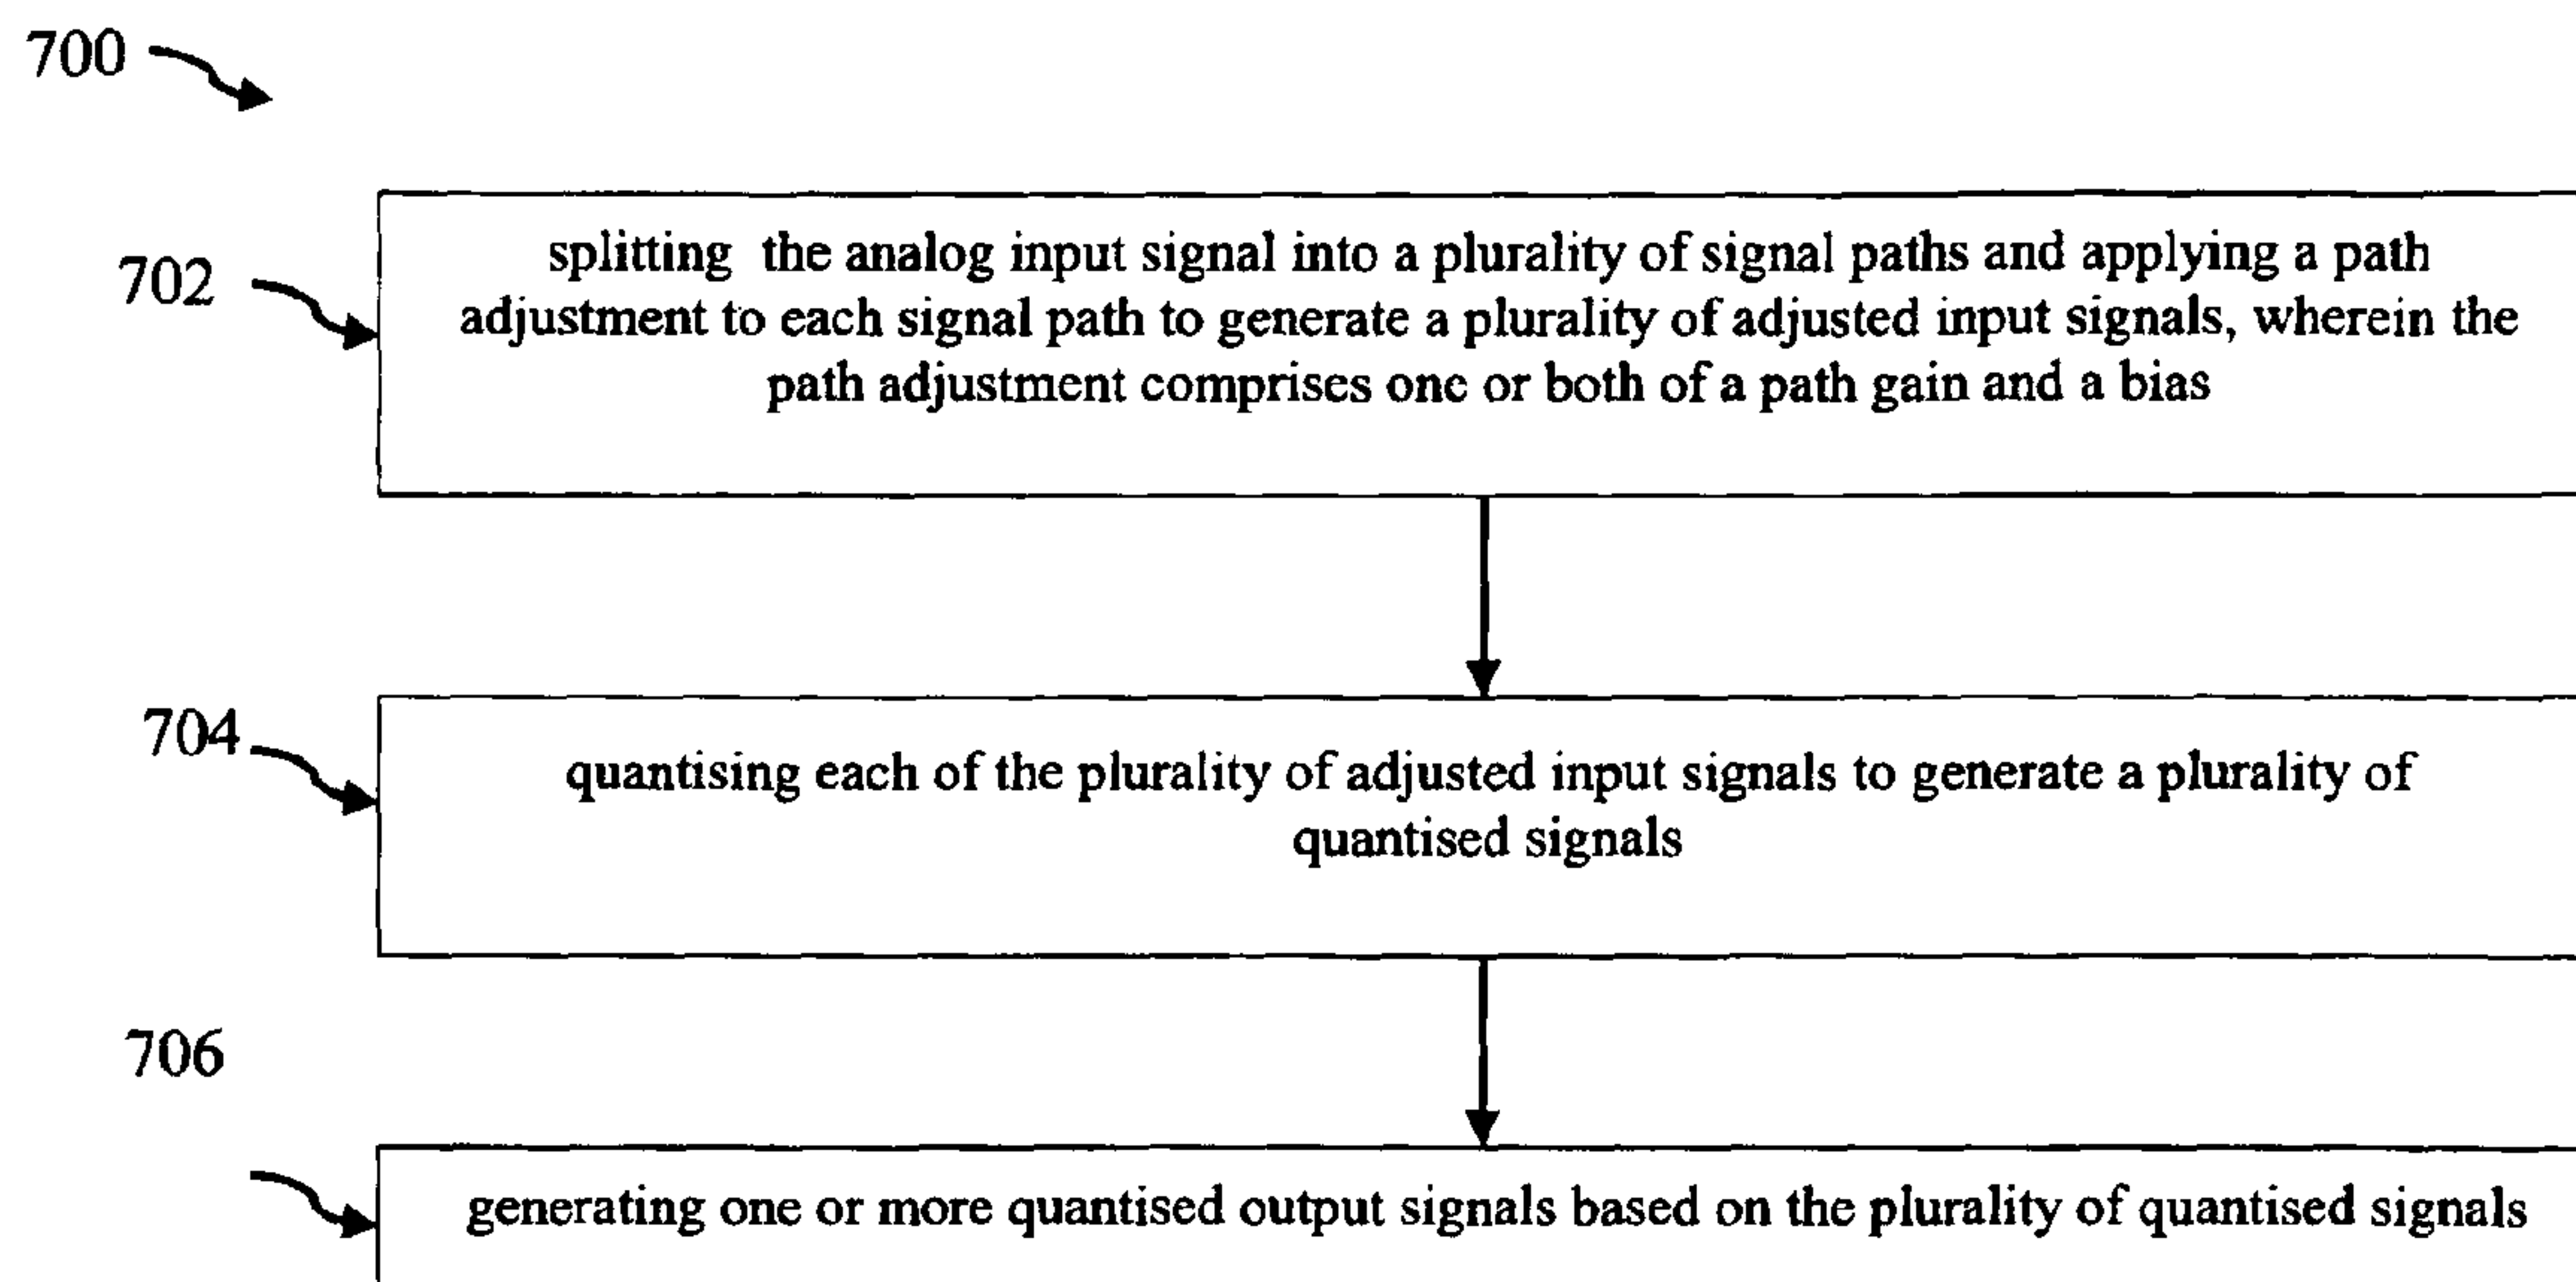 700
702
splitting the analog input signal into a plurality of signal paths and applying a path
adjustment to each signal path to generate a plurality of adjusted input signals, wherein the
path adjustment comprises one or both of a path gain and a bias
704
quantising each of the plurality of adjusted input signals to generate a plurality of
quantised signals
706
generating one or more quantised output signals based on the plurality of quantised signals